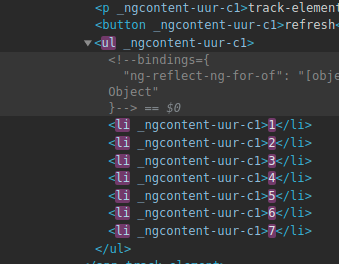 <p _ngcontent-uur-c1>track-element
<button _ngcontent-uur-c1>refresh<
▼<ul _ngcontent-uur-c1>
<!--bindings={
"ng-reflect-ng-for-of": "[obje
Object"
}--> == $0
<li _ngcontent-uur-c1>1</li>
<li _ngcontent-uur-c1>2</li>
<li _ngcontent-uur-c1>3</li>
<li _ngcontent-uur-c1>4</li>
<li _ngcontent-uur-c1>5</li>
<li _ngcontent-uur-c1>6</li>
<li _ngcontent-uur-c1>7</li>
</ul>
</app-track-element>